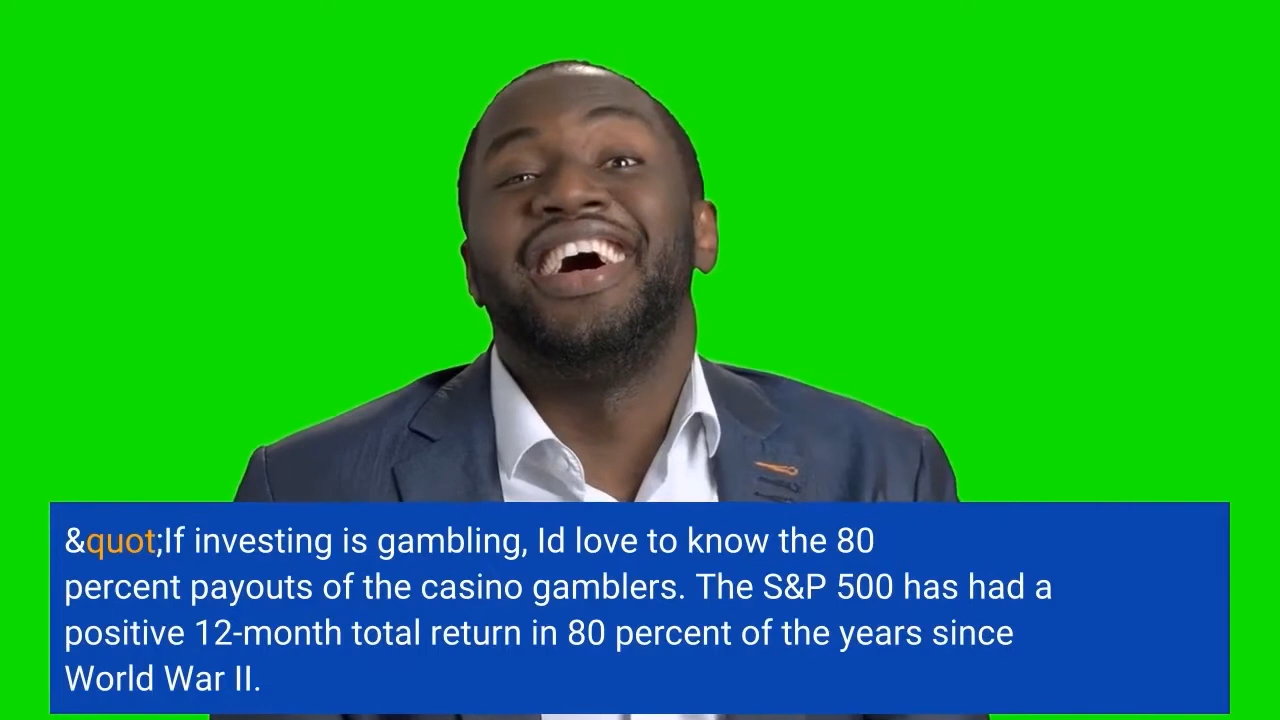 &quot;If investing is gambling, Id love to know the 80
percent payouts of the casino gamblers. The S&P 500 has had a
positive 12-month total return in 80 percent of the years since
World War II.